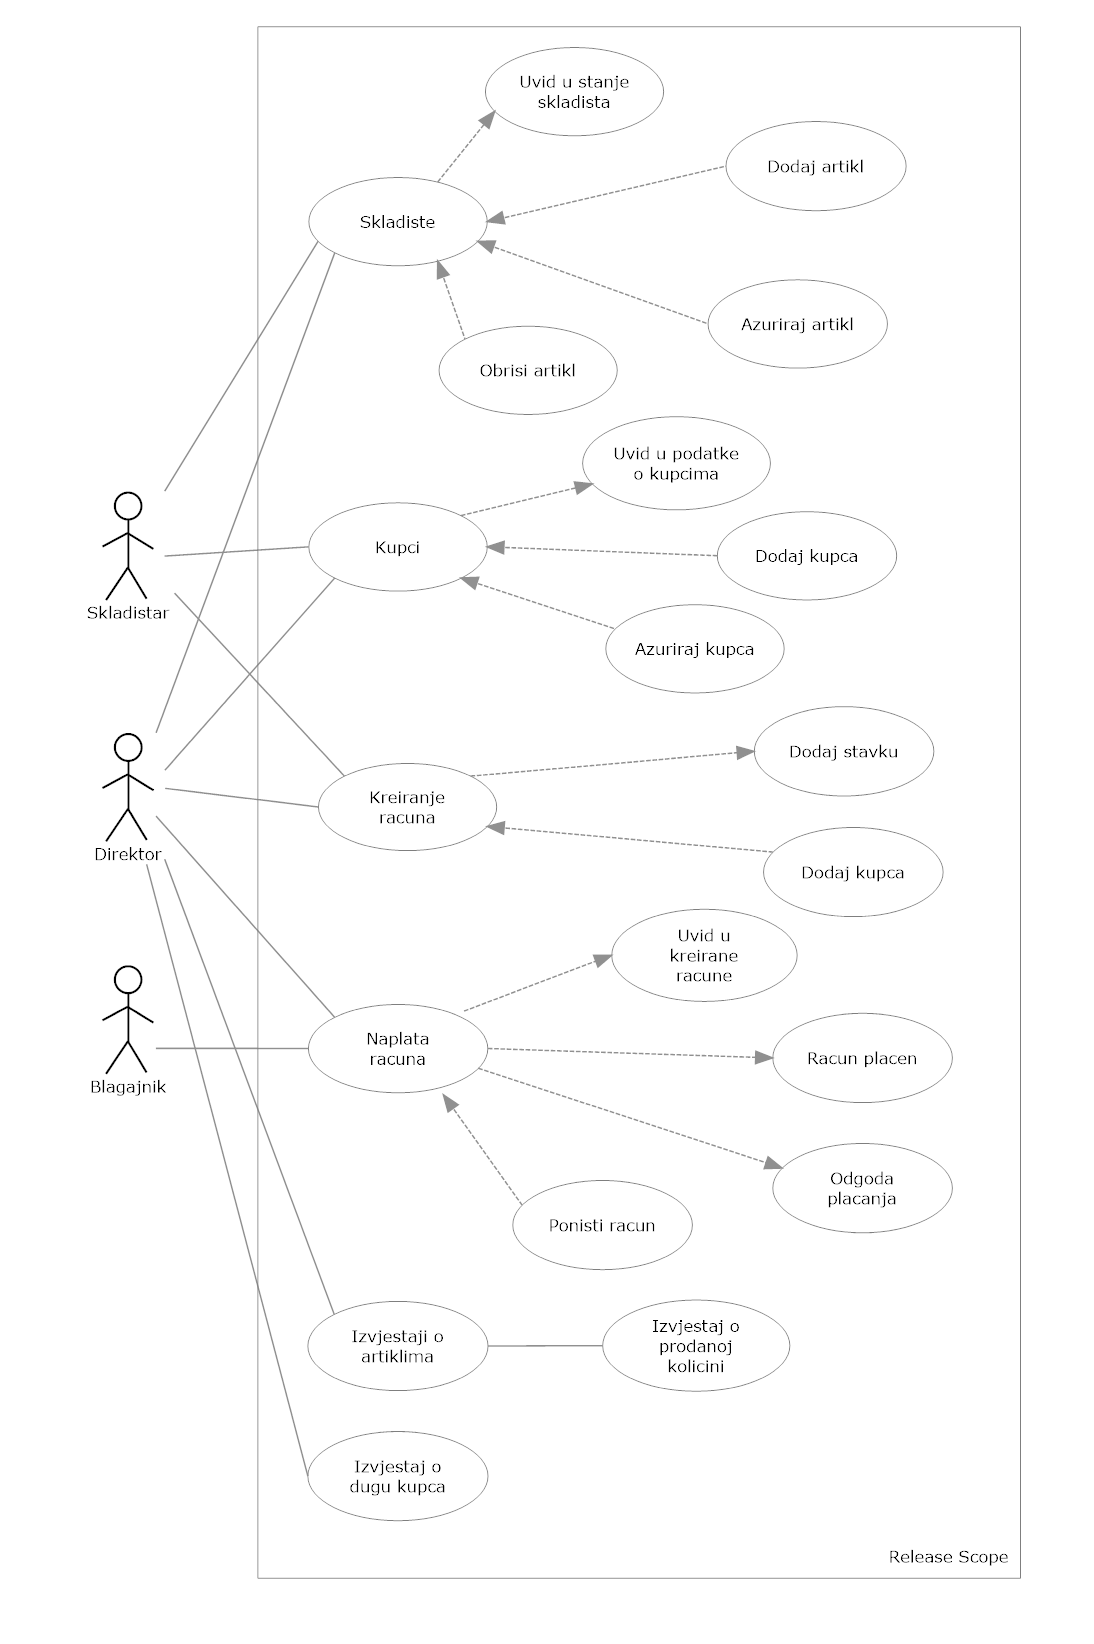 Uvid u stanje
skladista
Dodaj artikl
Skladiste
Azuriraj artikl
Obrisi artikl
Uvid u podatke
o kupcima
Kupci
Dodaj kupca
Skladistar
Azuriraj kupca
Dodaj stavku
Kreiranje
racuna
Direktor
Dodaj kupca
Uvid u
kreirane
racune
Naplata
racuna
Racun placen
Blagajnik
Odgoda
placanja
Ponisti racun
Izvjestaji o
artiklima
Izvjestaj o
prodanoj
kolicini
Izvjestaj o
dugu kupca
Release Scope